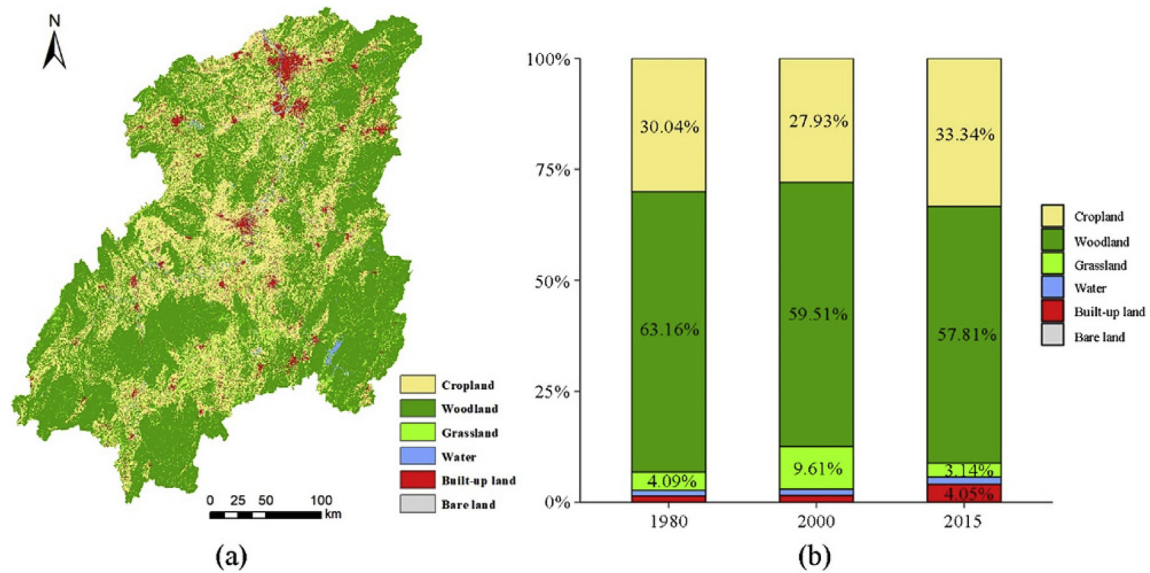 N
Cropland
Woodland
Grassland
Water
Built-up land
Bare land
0 25 50 100
km
(a)
100%
75%
50%
25%
0%
30.04%
63.16%
4.09%
27.93%
59.51%
9.61%
33.34%
57.81%
3.14%
4.05%
1980 2000 2015
Cropland
Woodland
Grassland
Water
Built-up land
Bare land
(b)